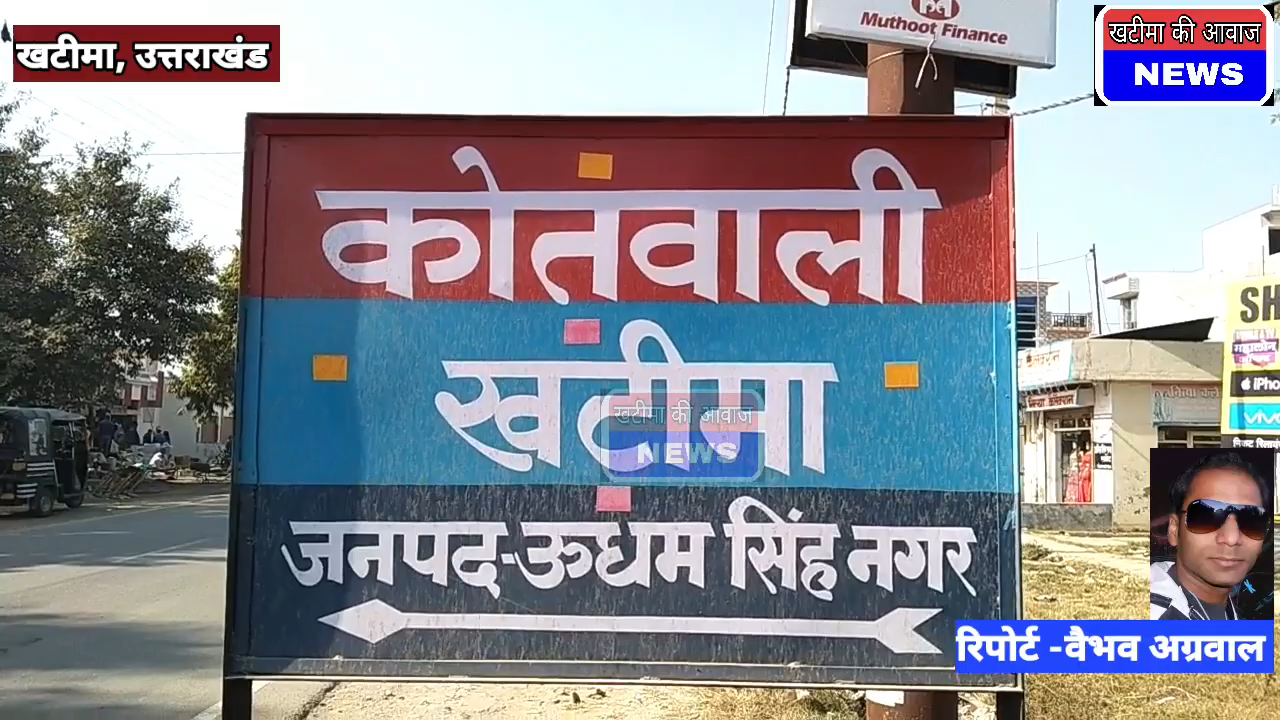 खटीमा, उत्तराखंड
Muthoot Finance
खटीमा की आवाज
NEWS
कोतवाली
खटीमा
खटीमा की आवाज
NEWS
जनपद-ऊधम सिंह नगर
SH
iPho
vivo
रिपोर्ट -वैभव अग्रवाल